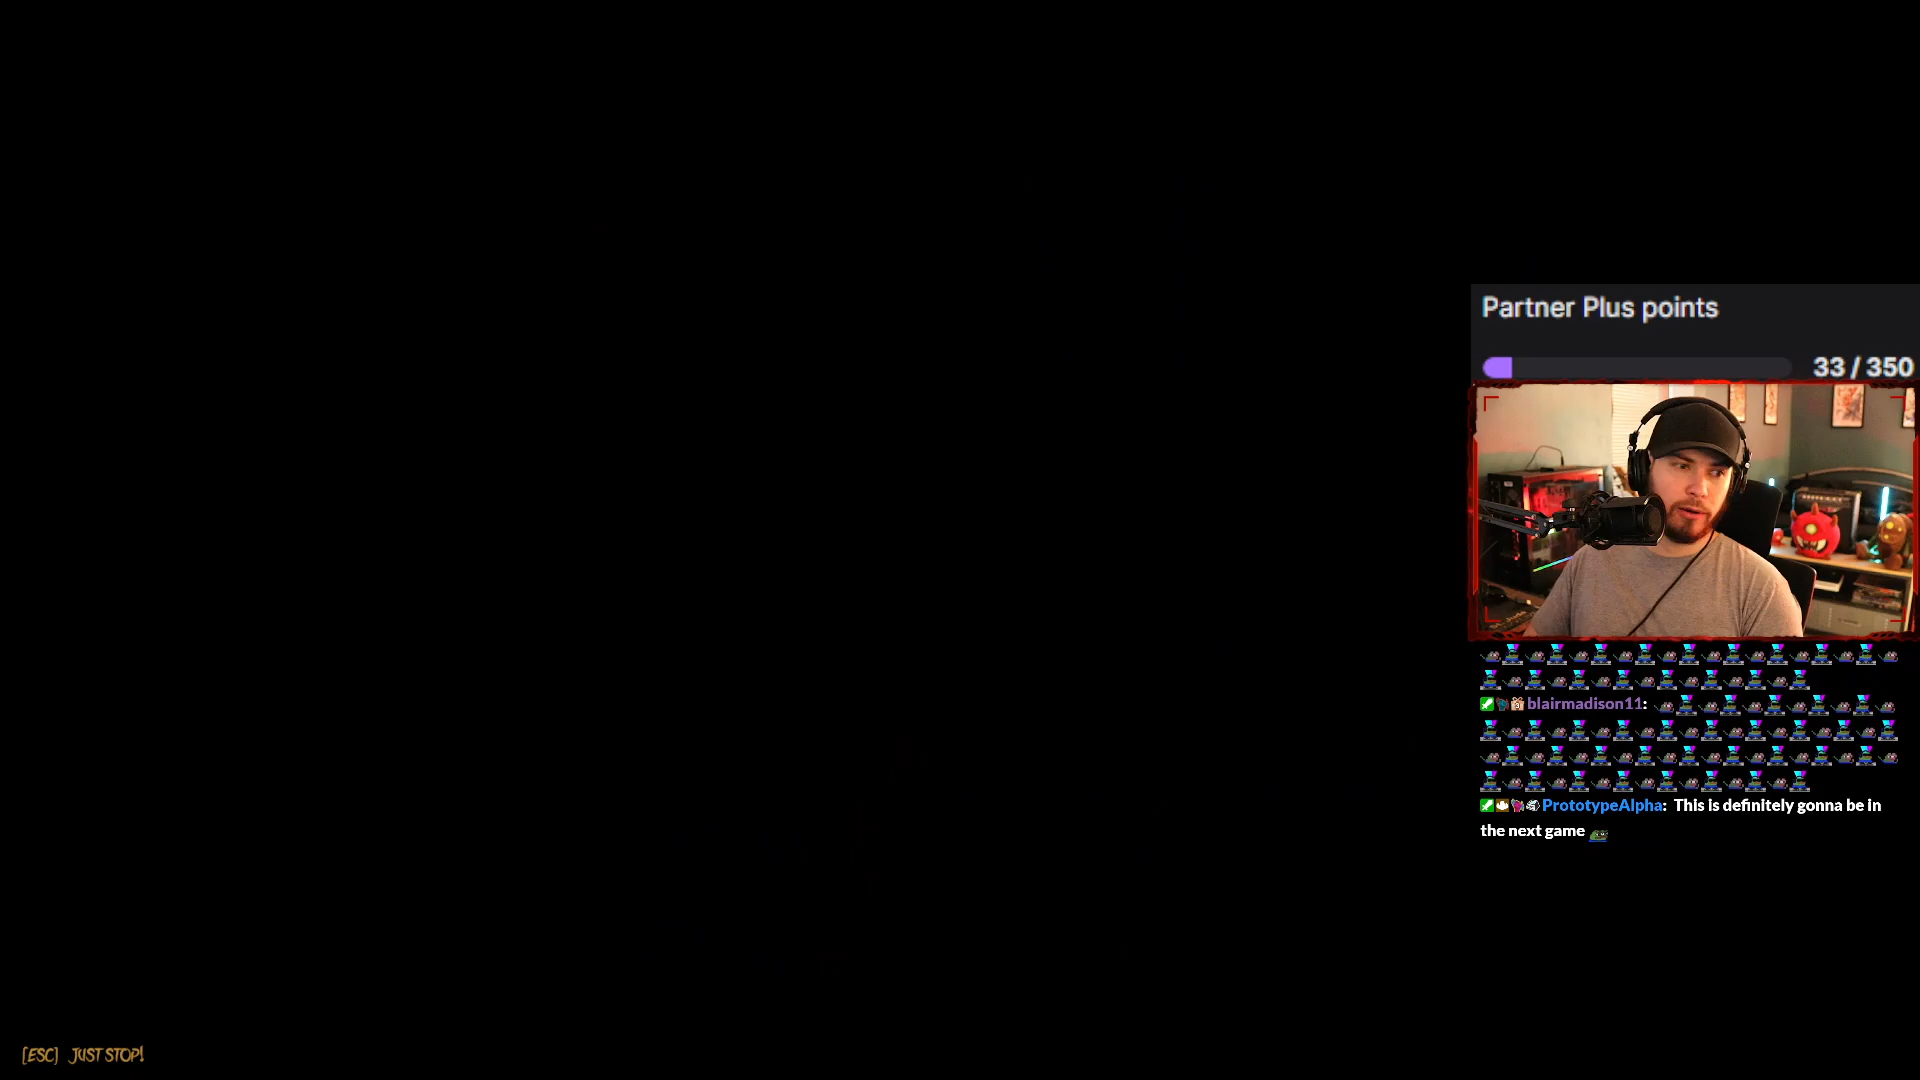 Partner Plus points
33 / 350
blairmadison11:
PrototypeAlpha: This is definitely gonna be in
the next game
[ESC] JUST STOP!